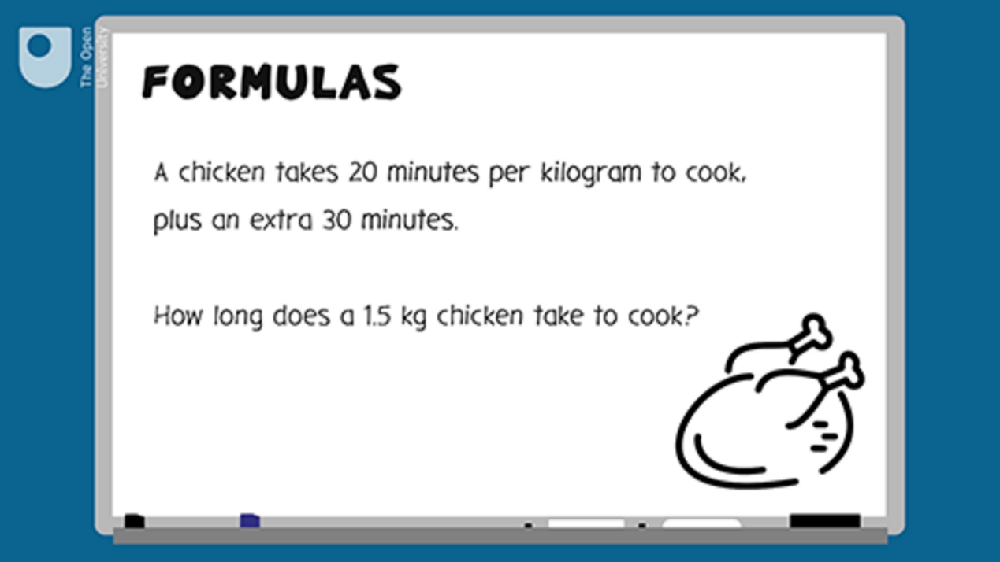 The Open
University
FORMULAS
A chicken takes 20 minutes per kilogram to cook,
plus an extra 30 minutes.
How long does a 1.5 kg chicken take to cook?